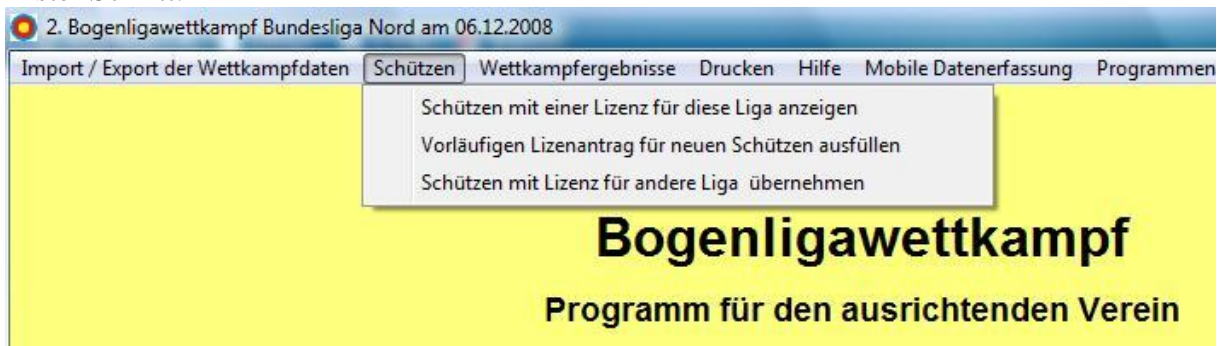 2. Bogenligawettkampf Bundesliga Nord am 06.12.2008
Import / Export der Wettkampfdaten Schützen Wettkampfergebnisse Drucken Hilfe Mobile Datenerfassung Programmen
Schützen mit einer Lizenz für diese Liga anzeigen
Vorläufigen Lizenantrag für neuen Schützen ausfüllen
Schützen mit Lizenz für andere Liga übernehmen
Bogenligawettkampf
Programm für den ausrichtenden Verein